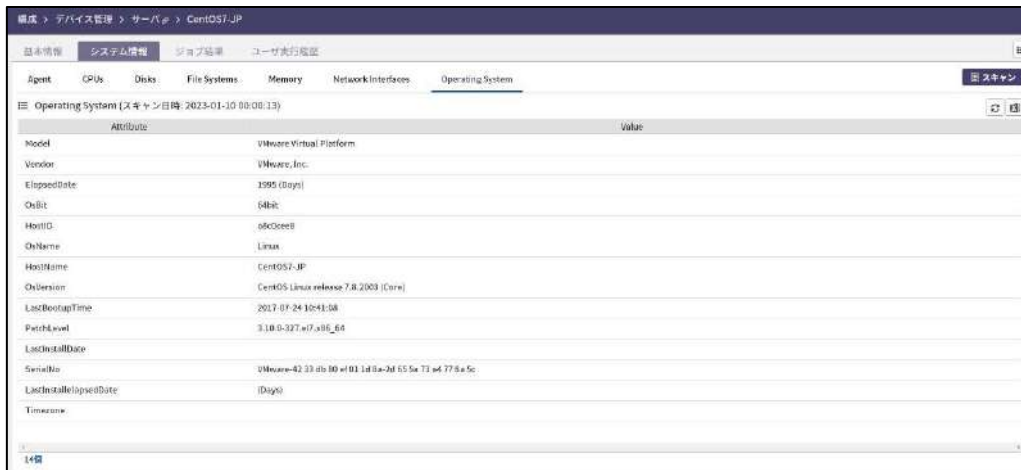 構成 > デバイス管理 > サーバ > CentOS7-JP
基本情報 システム情報 ジョブ結果 ユーザ実行履歴
Agent CPUs Disks File Systems Memory Network Interfaces Operating System スキャン
Operating System (スキャン日時: 2023-01-10 00:00:13)
Attribute Value
Model VMware Virtual Platform
Vendor VMware, Inc.
ElapsedDate 1995 (Days)
OsBit 64bit
HostID
OsName Linux
HostName CentOS7-JP
OsVersion CentOS Linux release 7.8.2003 (Core)
LastBootupTime 2017-07-24 10:41:08
PatchLevel 3.10.0-327.el7.x86_64
LastInstallDate
SerialNo
LastInstallelapsedDate (Days)
Timezone
14個